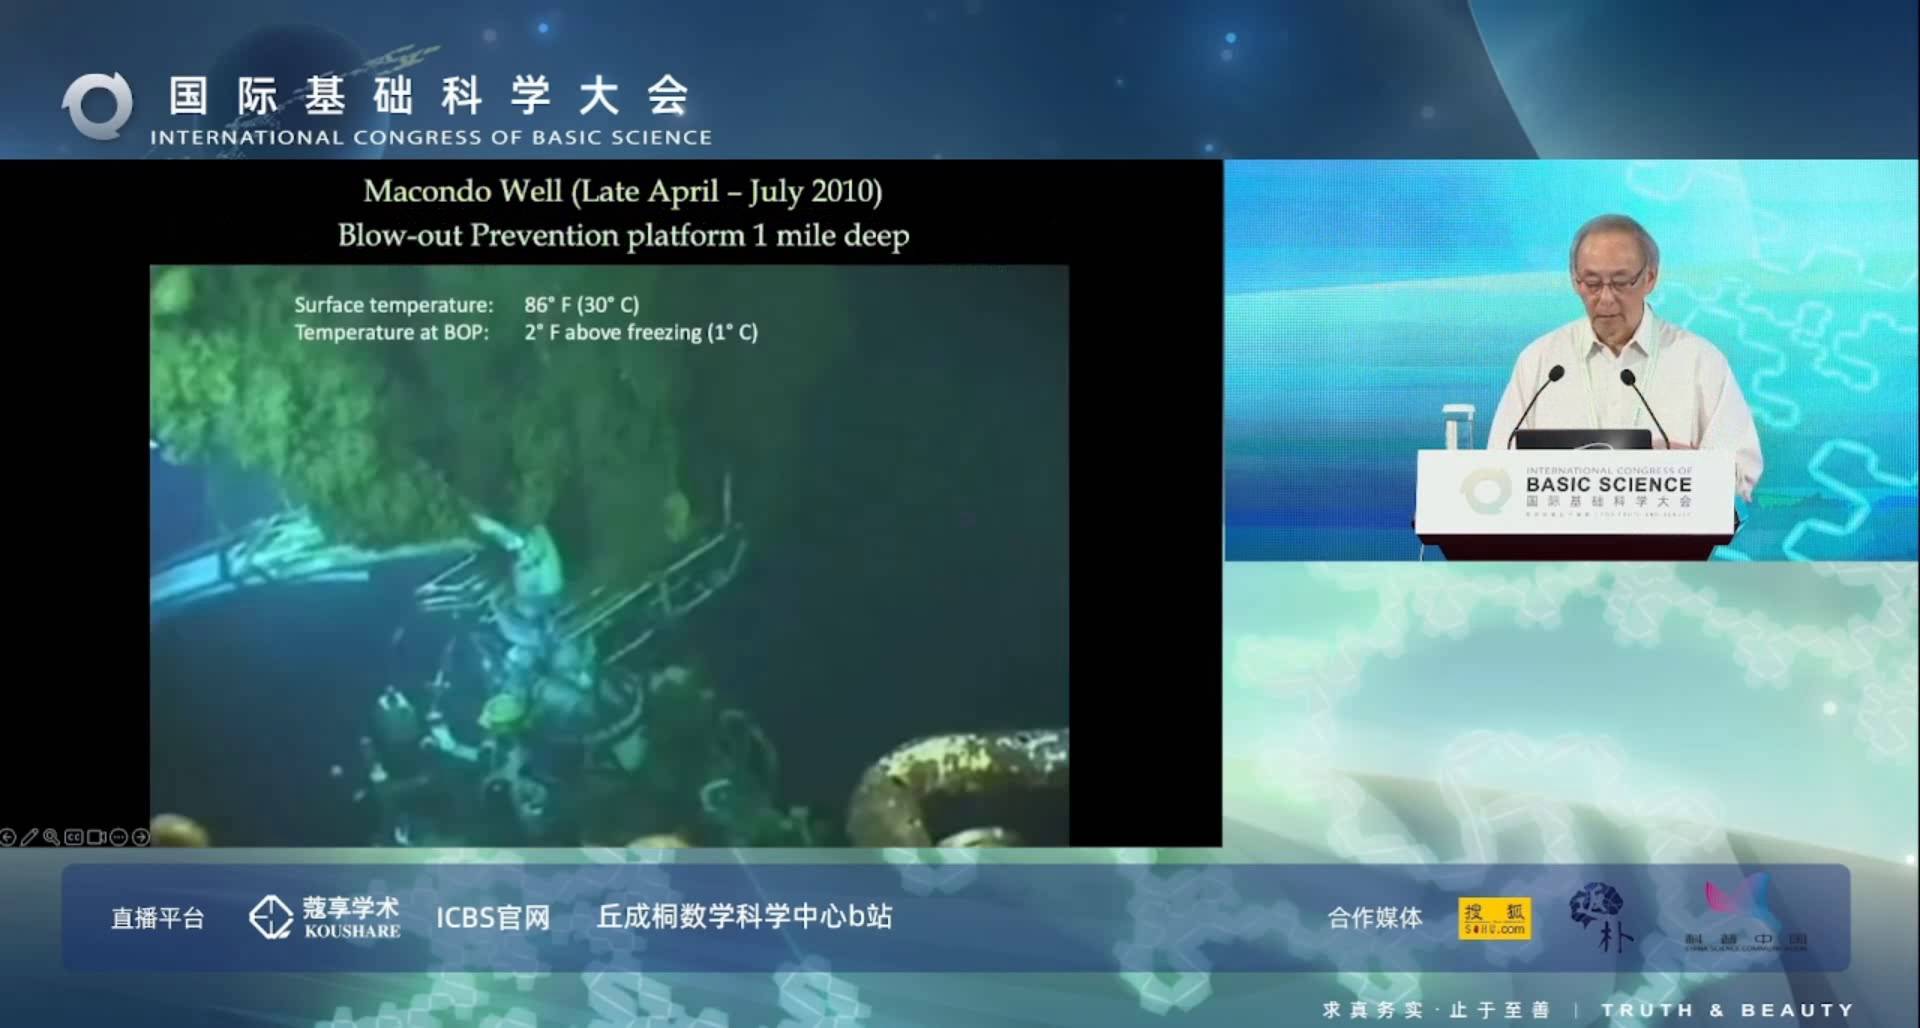 国际基础科学大会
INTERNATIONAL CONGRESS OF BASIC SCIENCE
Macondo Well (Late April – July 2010)
Blow-out Prevention platform 1 mile deep
Surface temperature: 86° F (30° C)
Temperature at BOP: 2° F above freezing (1° C)
INTERNATIONAL CONGRESS OF
BASIC SCIENCE
国际基础科学大会
直播平台
蔻享学术
KOUSHARE
ICBS官网
丘成桐数学科学中心b站
合作媒体
搜狐
SOHU.com
朴
科普中国
CHINA SCIENCE COMMUNICATION
求真务实·止于至善 | TRUTH & BEAUTY